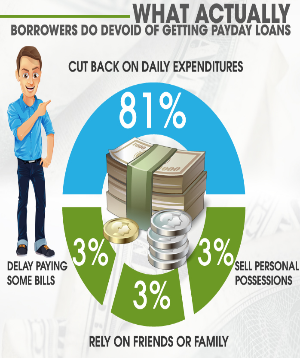 WHAT ACTUALLY
BORROWERS DO DEVOID OF GETTING PAYDAY LOANS
CUT BACK ON DAILY EXPENDITURES
81%
3%
3%
3%
DELAY PAYING
SOME BILLS
SELL PERSONAL
POSSESSIONS
RELY ON FRIENDS OR FAMILY